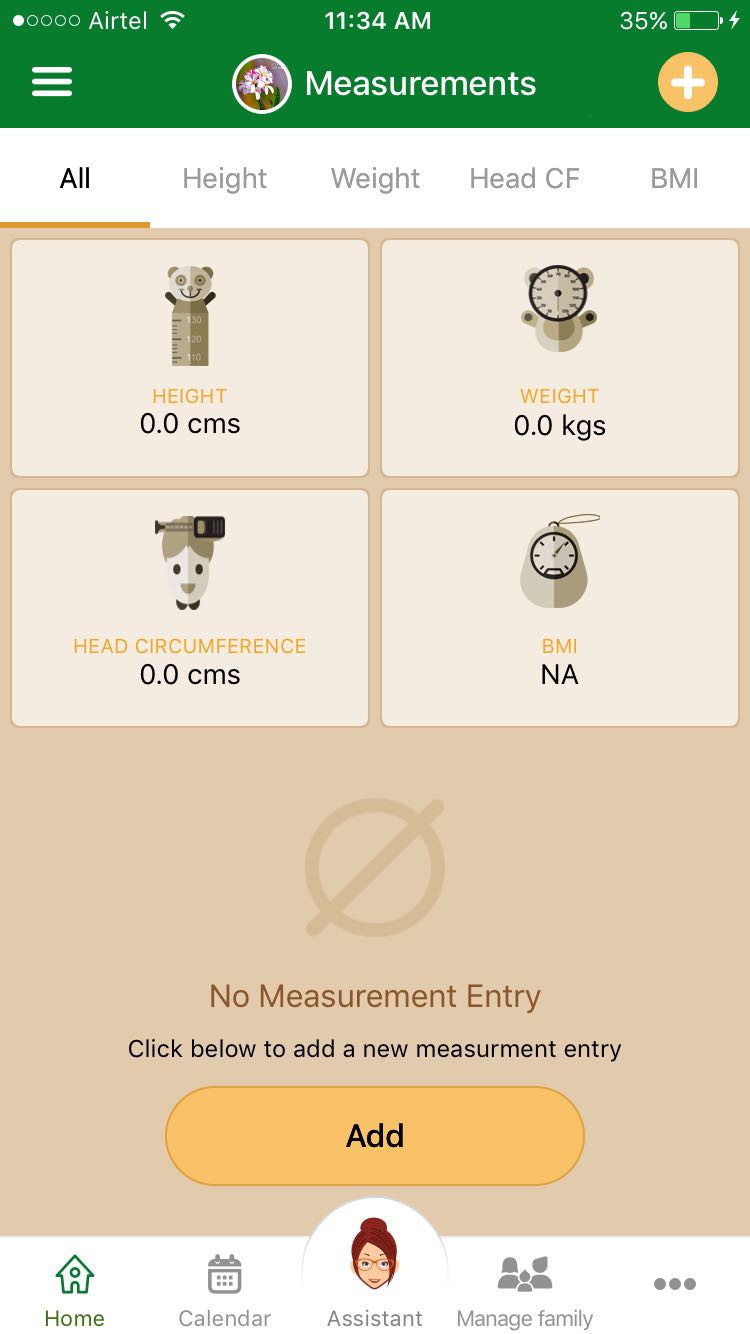 Airtel 11:34 AM 35%
Measurements
All Height Weight Head CF BMI
130
120
110
HEIGHT
0.0 cms
WEIGHT
0.0 kgs
HEAD CIRCUMFERENCE
0.0 cms
BMI
NA
No Measurement Entry
Click below to add a new measurment entry
Add
Home Calendar Assistant Manage family